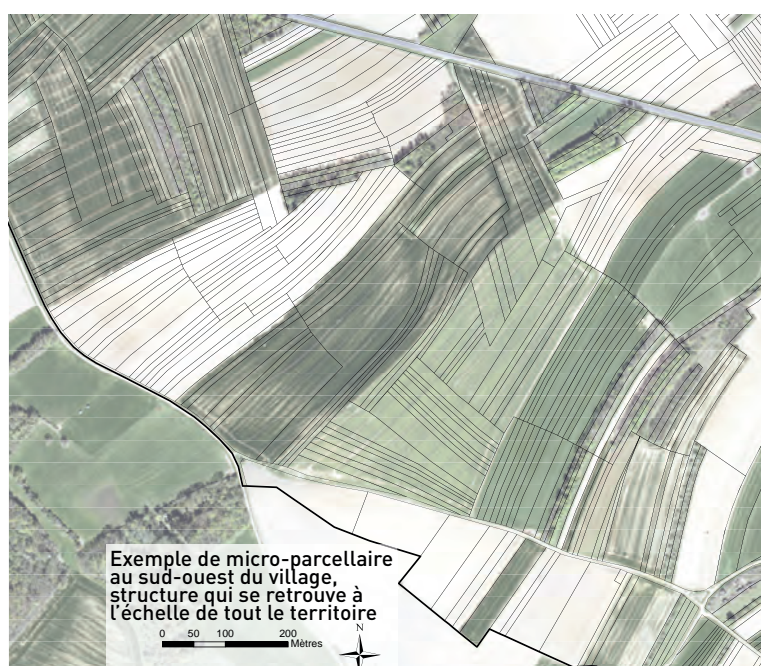 Exemple de micro-parcellaire
au sud-ouest du village,
structure qui se retrouve à
l'échelle de tout le territoire
0 50 100 200
Mètres
N